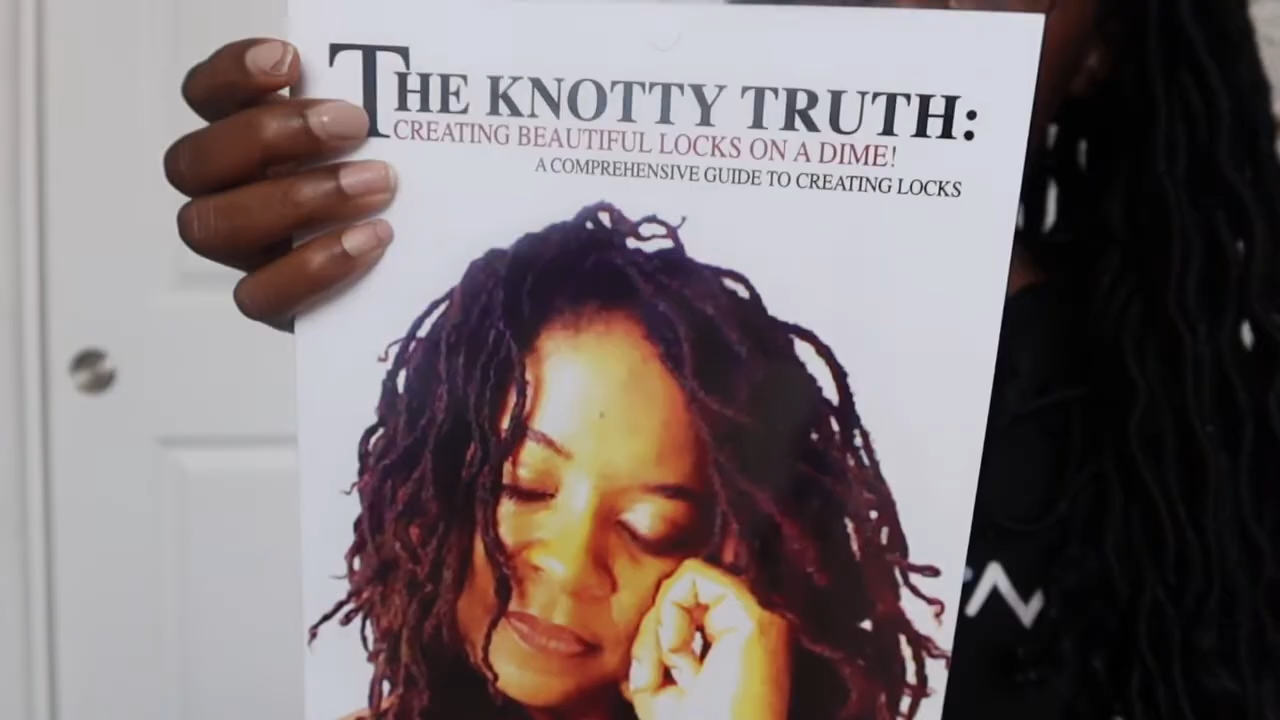 THE KNOTTY TRUTH:
CREATING BEAUTIFUL LOCKS ON A DIME!
A COMPREHENSIVE GUIDE TO CREATING LOCKS